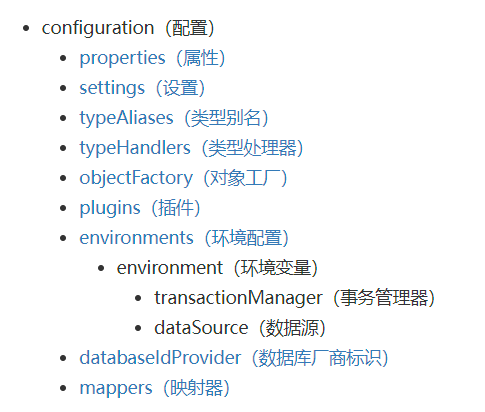 configuration（配置）
properties（属性）
settings（设置）
typeAliases（类型别名）
typeHandlers（类型处理器）
objectFactory（对象工厂）
plugins（插件）
environments（环境配置）
environment（环境变量）
transactionManager（事务管理器）
dataSource（数据源）
databaseIdProvider（数据库厂商标识）
mappers（映射器）